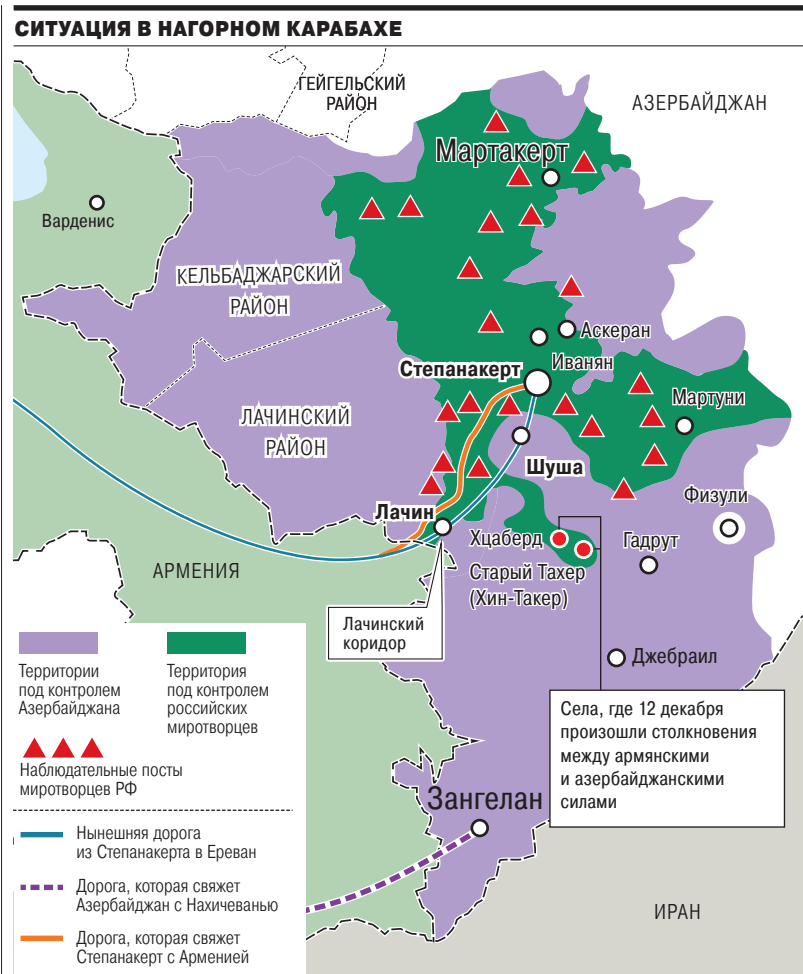 СИТУАЦИЯ В НАГОРНОМ КАРАБАХЕ
ГЕЙГЕЛЬСКИЙ
РАЙОН
АЗЕРБАЙДЖАН
Мартакерт
Варденис
КЕЛЬБАДЖАРСКИЙ
РАЙОН
Аскеран
Иванян
Степанакерт
Мартуни
ЛАЧИНСКИЙ
РАЙОН
Шуша
Физули
Лачин
Хцаберд
Гадрут
Старый Тахер
(Хин-Такер)
АРМЕНИЯ
Лачинский
коридор
Джебраил
Территории
под контролем
Азербайджана
Территория
под контролем
российских
миротворцев
Наблюдательные посты
миротворцев РФ
Села, где 12 декабря
произошли столкновения
между армянскими
и азербайджанскими
силами
Зангелан
Нынешняя дорога
из Степанакерта в Ереван
Дорога, которая свяжет
Азербайджан с Нахичеванью
Дорога, которая свяжет
Степанакерт с Арменией
ИРАН